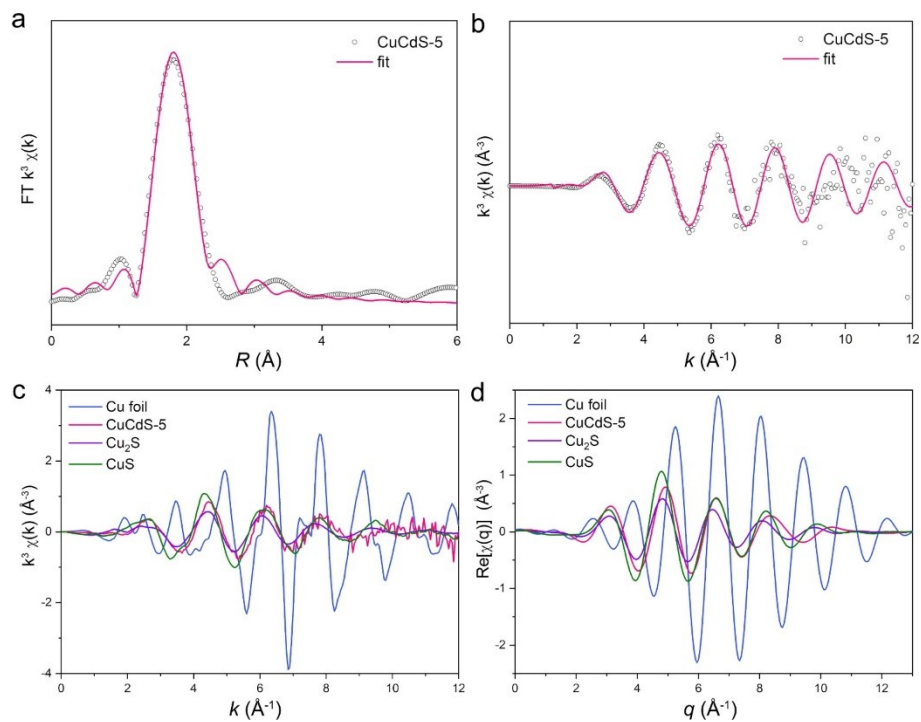 a
CuCdS-5
fit
FT k³ χ(k)
0 1 2 3 4 5 6
R (Å)
b
CuCdS-5
fit
k³ χ(k) (Å⁻³)
0 2 4 6 8 10 12
k (Å⁻¹)
c
Cu foil
CuCdS-5
Cu₂S
CuS
k³ χ(k) (Å⁻³)
4
2
0
-2
-4
0 2 4 6 8 10 12
k (Å⁻¹)
d
Cu foil
CuCdS-5
Cu₂S
CuS
Re[χ(q)] (Å⁻³)
2
1
0
-1
-2
0 2 4 6 8 10 12
q (Å⁻¹)